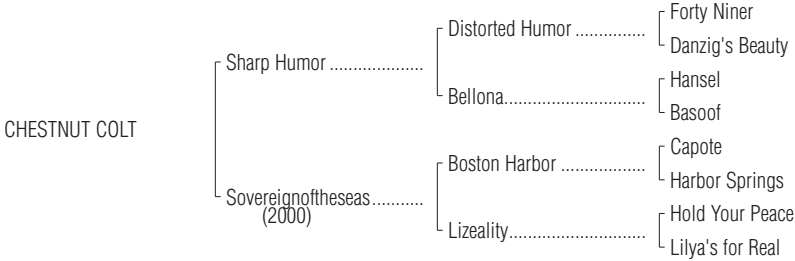 Forty Niner
Distorted Humor ...............
Danzig's Beauty
Sharp Humor ....................
Hansel
Bellona..............................
Basoof
CHESTNUT COLT
Capote
Boston Harbor ..................
Harbor Springs
Sovereignoftheseas...........
(2000)
Hold Your Peace
Lizeality.............................
Lilya's for Real